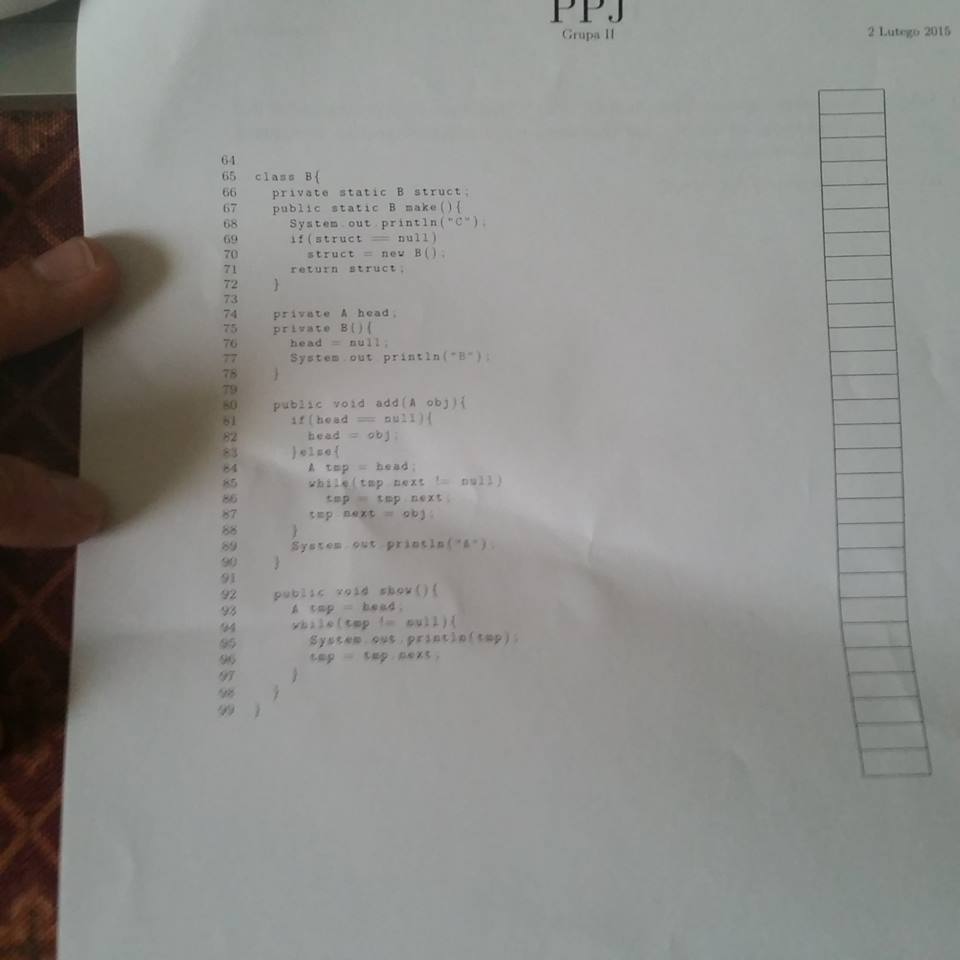 PPJ
Grupa II
2 Lutego 2015
64
65 class B{
66 private static B struct;
67 public static B make(){
68 System.out.println("C");
69 if(struct == null)
70 struct = new B();
71 return struct;
72 }
73
74 private A head;
75 private B(){
76 head = null;
77 System.out.println("B");
78 }
79
80 public void add(A obj){
81 if(head == null){
82 head = obj;
83 }else{
84 A tmp = head;
85 while(tmp.next != null)
86 tmp = tmp.next;
87 tmp.next = obj;
88 }
89 System.out.println("A");
90 }
91
92 public void show(){
93 A tmp = head;
94 while(tmp != null){
95 System.out.println(tmp);
96 tmp = tmp.next;
97 }
98 }
99 }